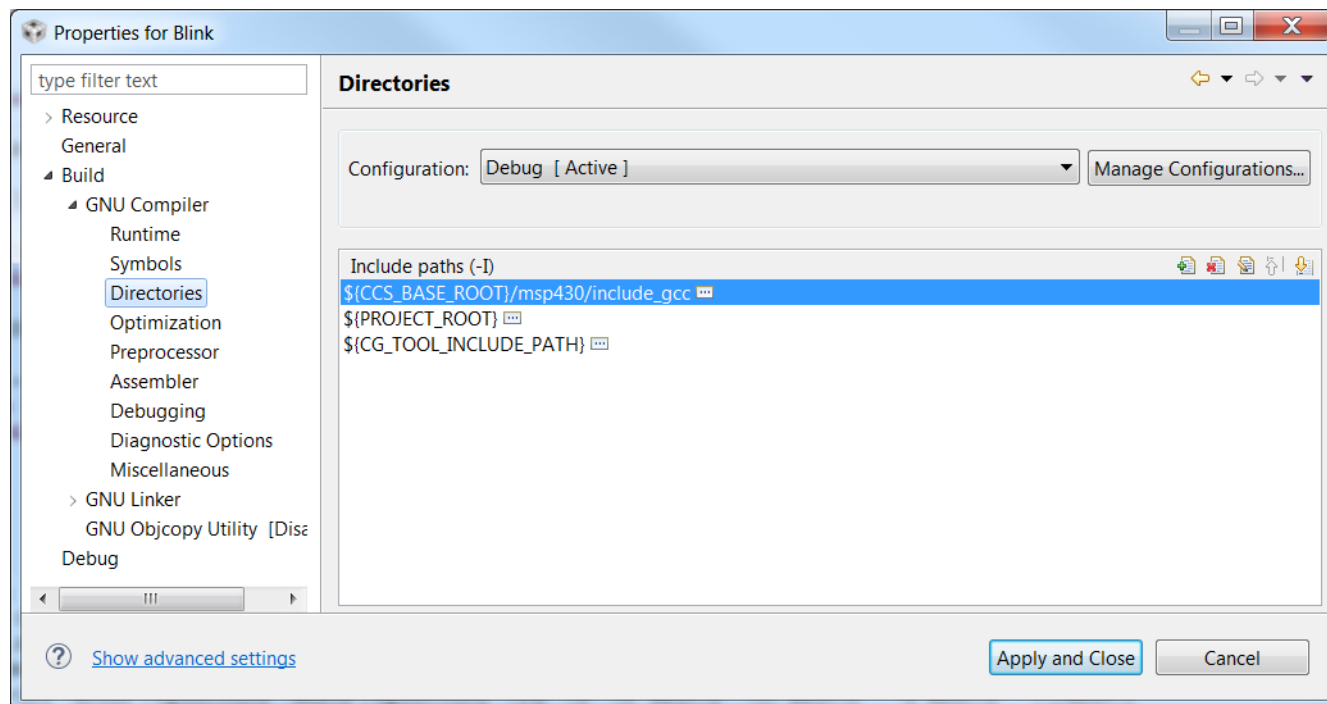 Properties for Blink
type filter text
Resource
General
Build
GNU Compiler
Runtime
Symbols
Directories
Optimization
Preprocessor
Assembler
Debugging
Diagnostic Options
Miscellaneous
GNU Linker
GNU Objcopy Utility [Disa
Debug
Directories
Configuration: Debug [ Active ] Manage Configurations...
Include paths (-I)
${CCS_BASE_ROOT}/msp430/include_gcc
${PROJECT_ROOT}
${CG_TOOL_INCLUDE_PATH}
Show advanced settings
Apply and Close Cancel